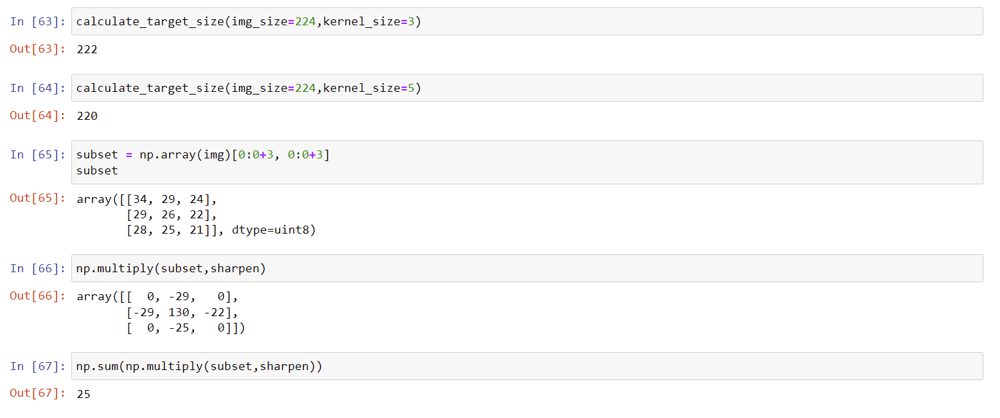 In [63]: calculate_target_size(img_size=224,kernel_size=3)
Out[63]: 222
In [64]: calculate_target_size(img_size=224,kernel_size=5)
Out[64]: 220
In [65]: subset = np.array(img)[0:0+3, 0:0+3]
subset
Out[65]: array([[34, 29, 24],
[29, 26, 22],
[28, 25, 21]], dtype=uint8)
In [66]: np.multiply(subset,sharpen)
Out[66]: array([[  0, -29,   0],
[-29, 130, -22],
[  0, -25,   0]])
In [67]: np.sum(np.multiply(subset,sharpen))
Out[67]: 25